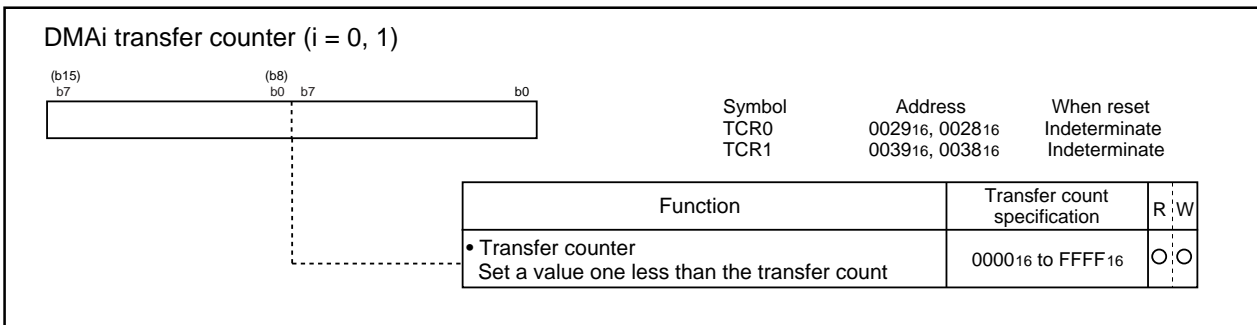 DMAi transfer counter (i = 0, 1)
(b15) (b8)
b7 b0 b7 b0
Symbol Address When reset
TCR0 002916, 002816 Indeterminate
TCR1 003916, 003816 Indeterminate
Function Transfer count specification R W
• Transfer counter
Set a value one less than the transfer count 000016 to FFFF16 O O